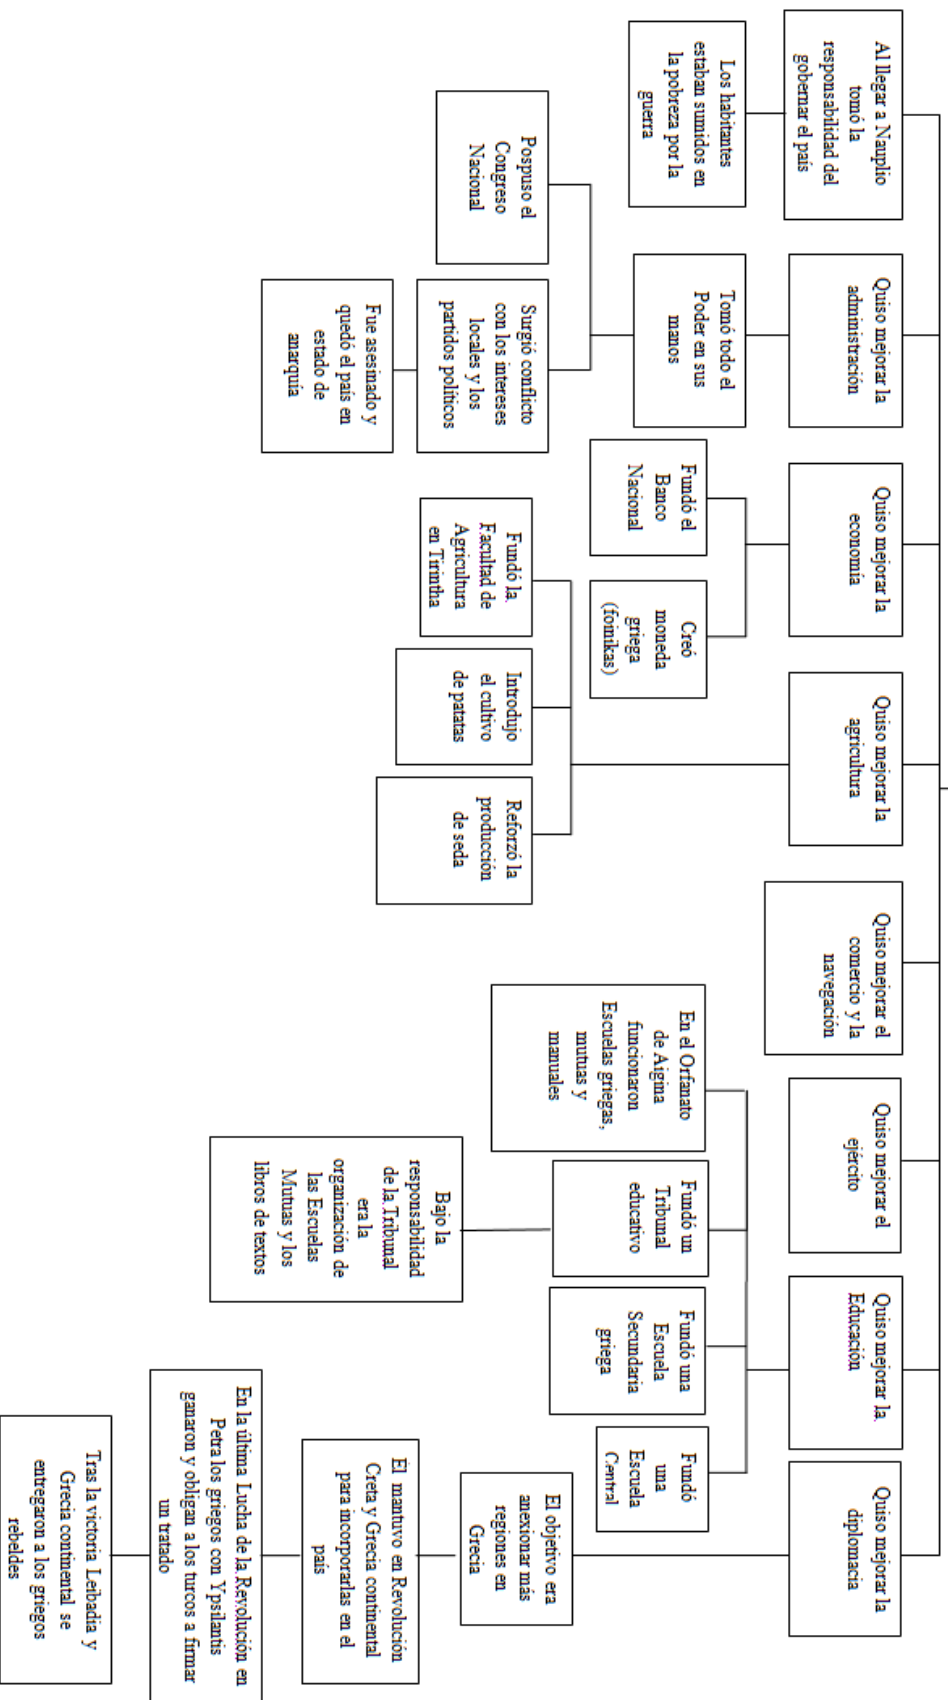 Al llegar a Nauplio
tomó la
responsabilidad del
gobernar el país
Los habitantes
estaban sumidos en
la pobreza por la
guerra
Quiso mejorar la
administración
Tomó todo el
Poder en sus
manos
Pospuso el
Congreso
Nacional
Surgió conflicto
con los intereses
locales y los
partidos políticos
Fue asesinado y
quedó el país en
estado de
anarquía
Quiso mejorar la
economía
Fundó el
Banco
Nacional
Creó
moneda
griega
(foinikas)
Quiso mejorar la
agricultura
Fundó la
Facultad de
Agricultura
en Tirintha
Introdujo
el cultivo
de patatas
Reforzó la
producción
de seda
Quiso mejorar el
comercio y la
navegación
Quiso mejorar el
ejército
Quiso mejorar la
Educación
En el Orfanato
de Aigina
funcionaron
Escuelas griegas,
mutuas y
manuales
Fundó un
Tribunal
educativo
Bajo la
responsabilidad
de la Tribunal
era la
organización de
las Escuelas
Mutuas y los
libros de textos
Fundó una
Escuela
Secundaria
griega
Fundó
una
Escuela
Central
Quiso mejorar la
diplomacia
El objetivo era
anexionar más
regiones en
Grecia
Él mantuvo en Revolución
Creta y Grecia continental
para incorporarlas en el
país
En la última Lucha de la Revolución en
Petra los griegos con Ypsilantis
ganaron y obligan a los turcos a firmar
un tratado
Tras la victoria Leibadia y
Grecia continental se
entregaron a los griegos
rebeldes